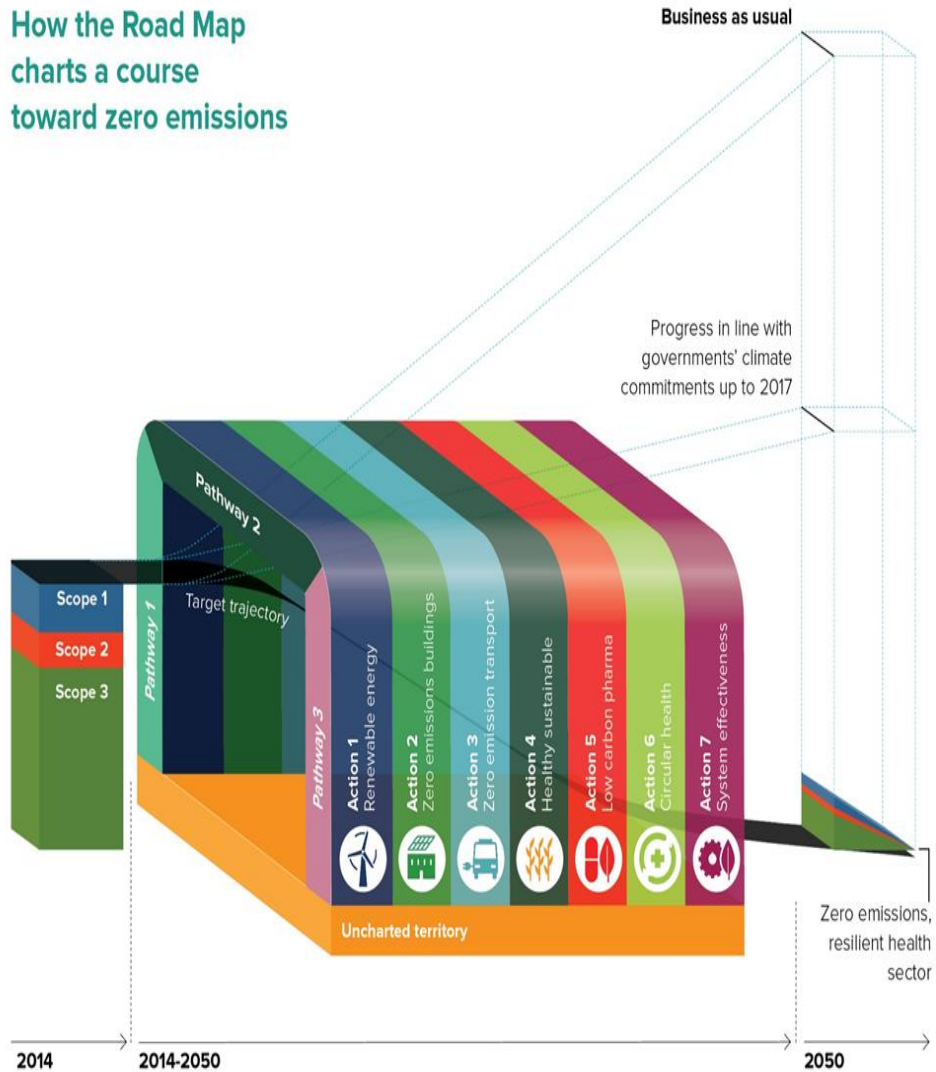 How the Road Map
charts a course
toward zero emissions
Business as usual
Progress in line with
governments' climate
commitments up to 2017
Pathway 2
Target trajectory
Scope 1
Scope 2
Scope 3
Pathway 1
Pathway 3
Action 1
Renewable energy
Action 2
Zero emissions buildings
Action 3
Zero emission transport
Action 4
Healthy sustainable
Action 5
Low carbon pharma
Action 6
Circular health
Action 7
System effectiveness
Uncharted territory
Zero emissions,
resilient health
sector
2014
2014-2050
2050